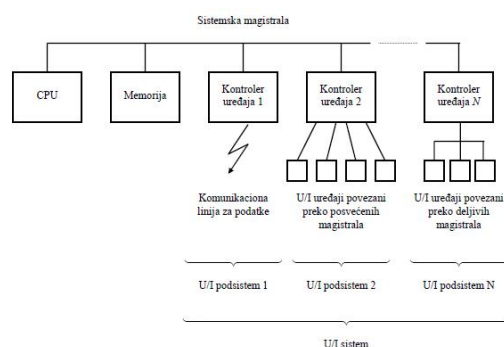 Sistemska magistrala
CPU
Memorija
Kontroler
uređaja 1
Kontroler
uređaja 2
Kontroler
uređaja N
Komunikaciona
linija za podatke
U/I uređaji povezani
preko posvećenih
magistrala
U/I uređaji povezani
preko deljivih
magistrala
U/I podsistem 1
U/I podsistem 2
U/I podsistem N
U/I sistem